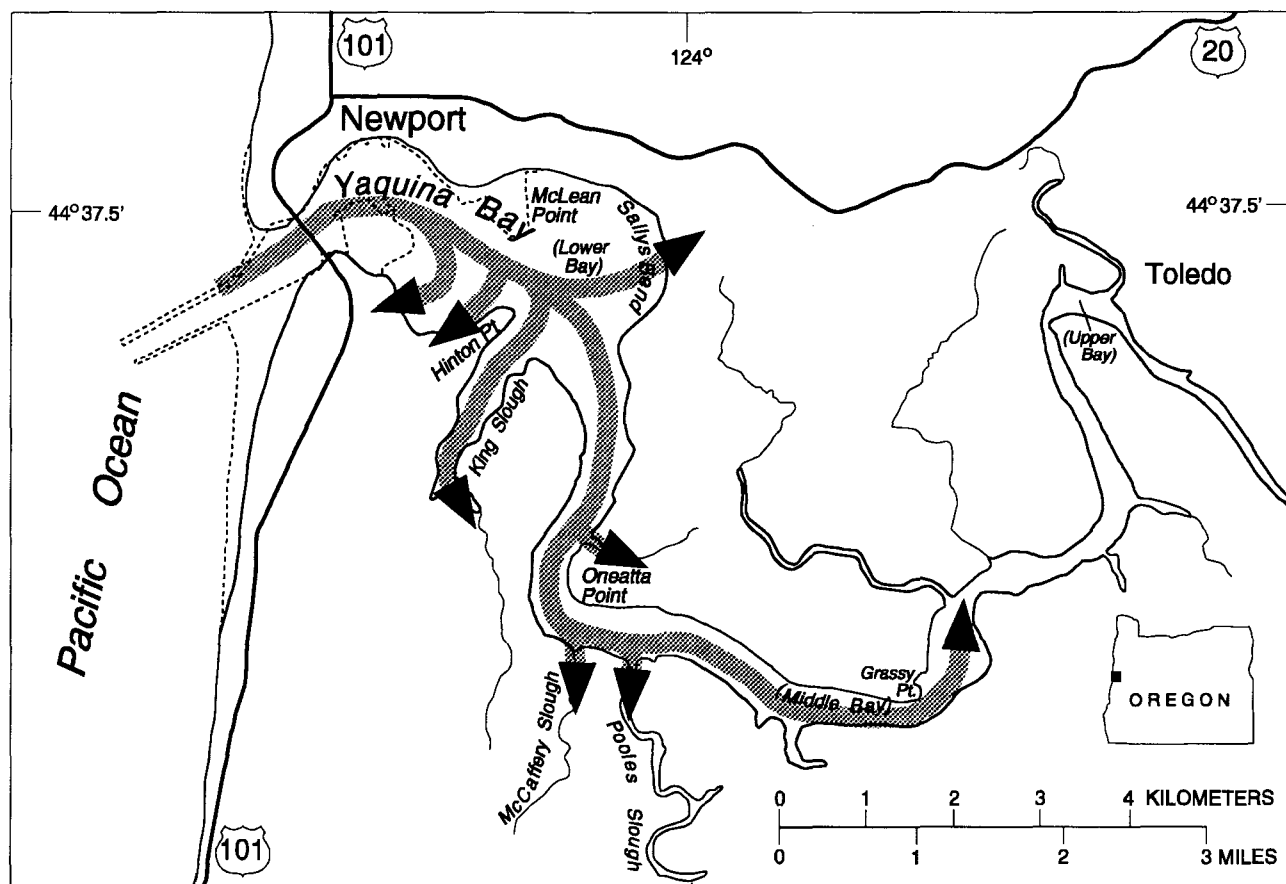 101
124°
20
Newport
Yaquina Bay
McLean
Point
Sallys Bend
(Lower
Bay)
44° 37.5'
44° 37.5'
Toledo
(Upper
Bay)
Hinton Pt.
King Slough
Pacific Ocean
Oneatta
Point
Grassy
Pt.
(Middle Bay)
McCaffery Slough
Pooles Slough
OREGON
101
0 1 2 3 4 KILOMETERS
0 1 2 3 MILES